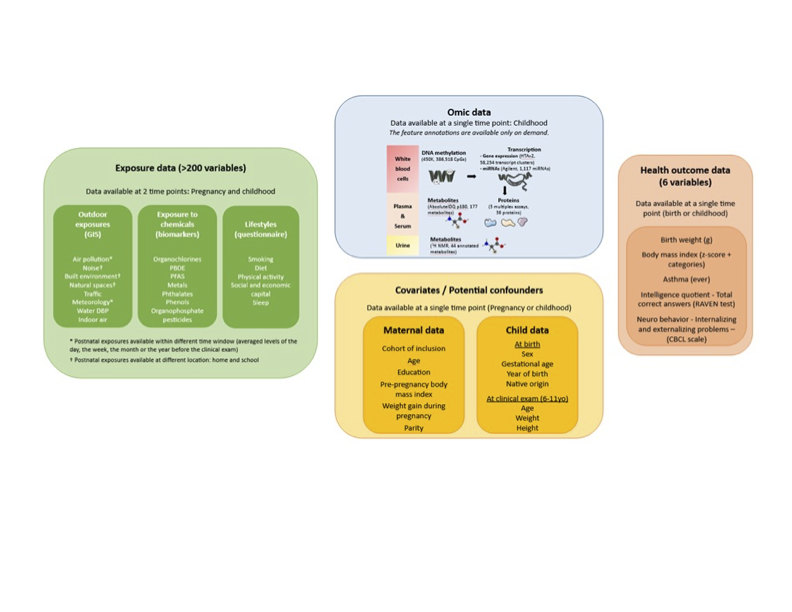 Exposure data (>200 variables)
Data available at 2 time points: Pregnancy and childhood
Outdoor
exposures
(GIS)
Air pollution*
Noise†
Built environment†
Natural spaces†
Traffic
Meteorology*
Water DBP
Indoor air
Exposure to
chemicals
(biomarkers)
Organochlorines
PBDE
PFAS
Metals
Phthalates
Phenols
Organophosphate
pesticides
Lifestyles
(questionnaire)
Smoking
Diet
Physical activity
Social and economic
capital
Sleep
* Postnatal exposures available within different time window (averaged levels of the
day, the week, the month or the year before the clinical exam)
† Postnatal exposures available at different location: home and school
Omic data
Data available at a single time point: Childhood
The feature annotations are available only on demand.
White
blood
cells
DNA methylation
(450K, 386,518 CpGs)
Transcription
- Gene expression (HTAv2,
58,254 transcript clusters)
- miRNAs (Agilent, 1,117 miRNAs)
Plasma
&
Serum
Metabolites
(AbsoluteIDQ p180, 177
metabolites)
Proteins
(3 multiplex assays,
36 proteins)
Urine
Metabolites
(¹H NMR, 44 annotated
metabolites)
Covariates / Potential confounders
Data available at a single time point (Pregnancy or childhood)
Maternal data
Cohort of inclusion
Age
Education
Pre-pregnancy body
mass index
Weight gain during
pregnancy
Parity
Child data
At birth
Sex
Gestational age
Year of birth
Native origin
At clinical exam (6-11yo)
Age
Weight
Height
Health outcome data
(6 variables)
Data available at a single time
point (birth or childhood)
Birth weight (g)
Body mass index (z-score +
categories)
Asthma (ever)
Intelligence quotient - Total
correct answers (RAVEN test)
Neuro behavior - Internalizing
and externalizing problems –
(CBCL scale)